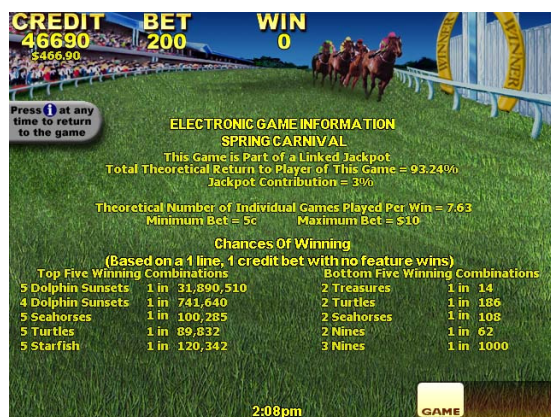 CREDIT BET WIN
46690 200 0
$466.90
WINNER
WINNER
Press i at any
time to return
to the game
ELECTRONIC GAME INFORMATION
SPRING CARNIVAL
This Game is Part of a Linked Jackpot
Total Theoretical Return to Player of This Game = 93.24%
Jackpot Contribution = 3%
Theoretical Number of Individual Games Played Per Win = 7.63
Minimum Bet = 5c Maximum Bet = $10
Chances Of Winning
(Based on a 1 line, 1 credit bet with no feature wins)
Top Five Winning Combinations Bottom Five Winning Combinations
5 Dolphin Sunsets 1 in 31,890,510 2 Treasures 1 in 14
4 Dolphin Sunsets 1 in 741,640 2 Turtles 1 in 186
5 Seahorses 1 in 100,285 2 Seahorses 1 in 108
5 Turtles 1 in 89,832 2 Nines 1 in 62
5 Starfish 1 in 120,342 3 Nines 1 in 1000
2:08pm
GAME